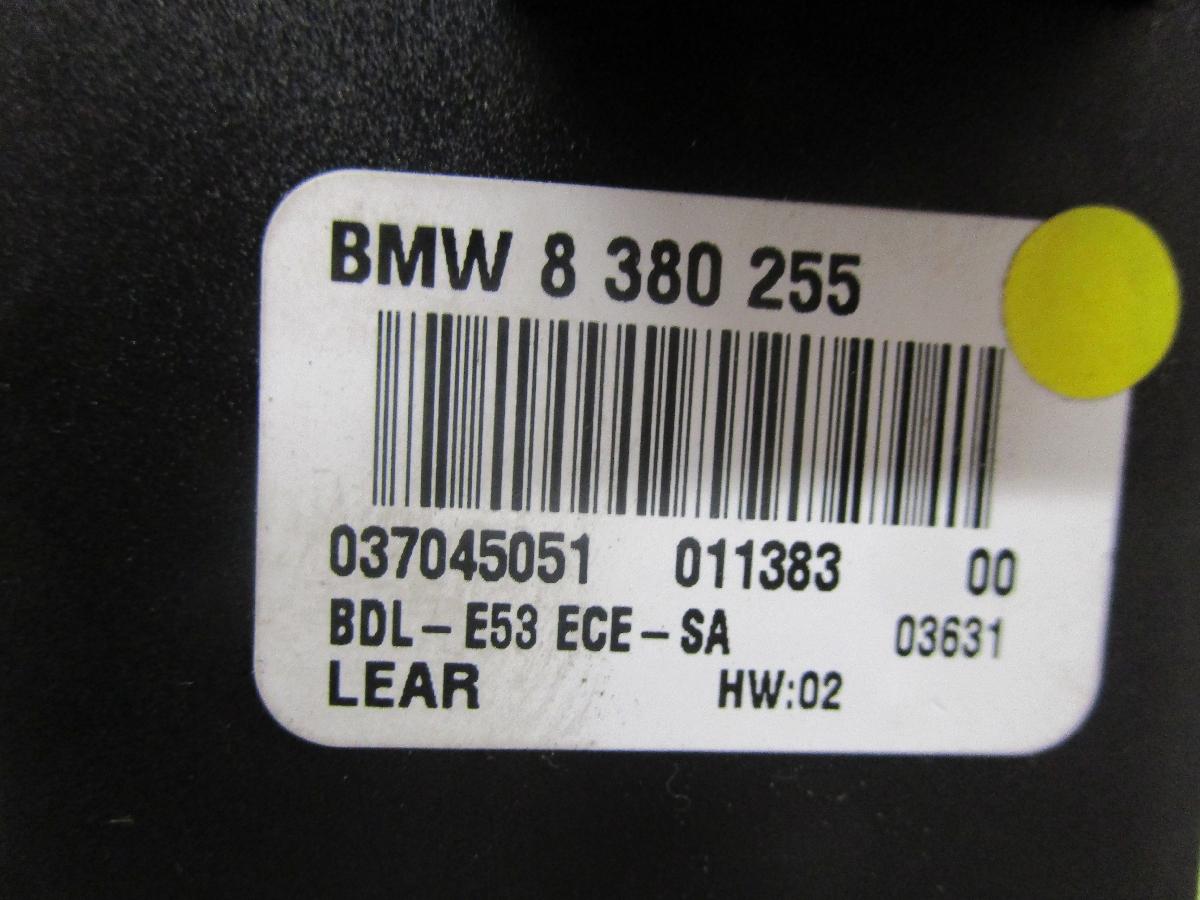 BMW 8 380 255
037045051 011383 00
BDL-E53 ECE-SA 03631
LEAR HW:02